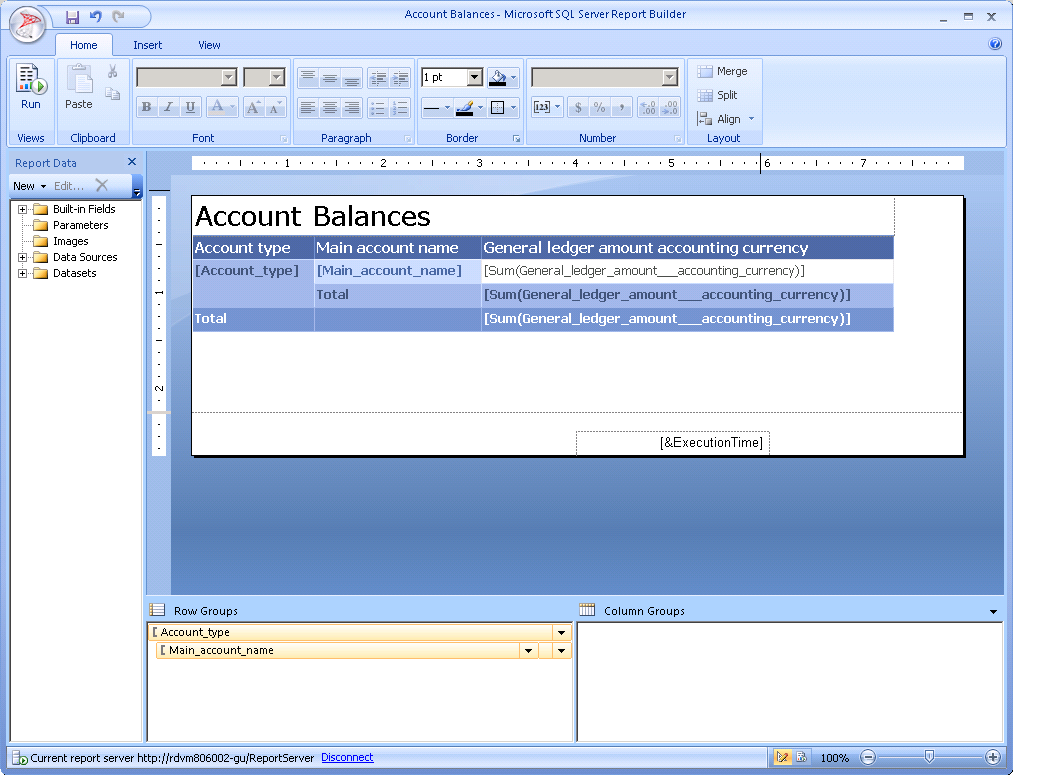 Account Balances - Microsoft SQL Server Report Builder
Home Insert View
Run Paste 1 pt Merge
B I U A A A $ % , Split
Align
Views Clipboard Font Paragraph Border Number Layout
Report Data
New Edit...
1 2 3 4 5 6 7
Built-in Fields
Parameters
Images
Data Sources
Datasets
1
2
Account Balances
Account type Main account name General ledger amount accounting currency
[Account_type] [Main_account_name] [Sum(General_ledger_amount___accounting_currency)]
Total [Sum(General_ledger_amount___accounting_currency)]
Total [Sum(General_ledger_amount___accounting_currency)]
[&ExecutionTime]
Row Groups Column Groups
[ Account_type
[ Main_account_name
Current report server http://rdvm806002-gu/ReportServer Disconnect 100%